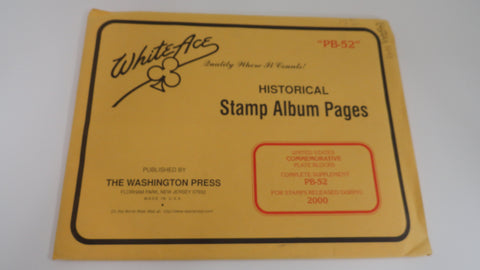 "PB-52"
White Ace
Quality Where It Counts!
HISTORICAL
Stamp Album Pages
UNITED STATES
COMMEMORATIVE
PLATE BLOCKS
COMPLETE SUPPLEMENT
PB-52
FOR STAMPS RELEASED DURING
2000
PUBLISHED BY
THE WASHINGTON PRESS
FLORHAM PARK, NEW JERSEY 07932
MADE IN U.S.A.